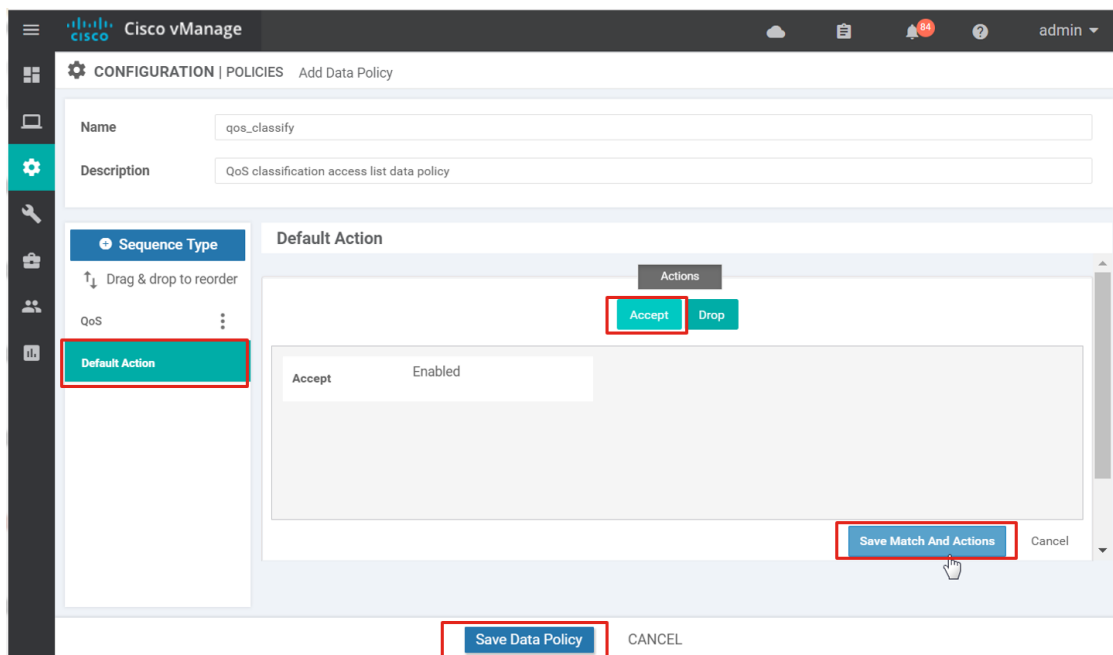 cisco Cisco vManage
84
admin
CONFIGURATION | POLICIES Add Data Policy
Name qos_classify
Description QoS classification access list data policy
Sequence Type
Drag & drop to reorder
QoS
Default Action
Default Action
Actions
Accept Drop
Accept Enabled
Save Match And Actions Cancel
Save Data Policy CANCEL